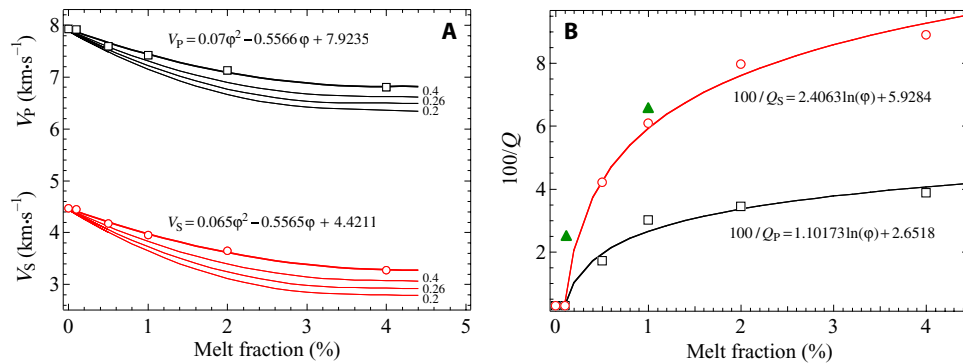 A
V_P = 0.07φ² −0.5566 φ + 7.9235
8
7
6
V_P (km·s⁻¹)
0.4
0.26
0.2
V_S = 0.065φ² −0.5565φ + 4.4211
5
4
3
V_S (km·s⁻¹)
0.4
0.26
0.2
0 1 2 3 4 5
Melt fraction (%)
B
8
6
4
2
100/Q
100/Q_S = 2.4063ln(φ) + 5.9284
100/Q_P = 1.10173ln(φ) + 2.6518
0 1 2 3 4
Melt fraction (%)